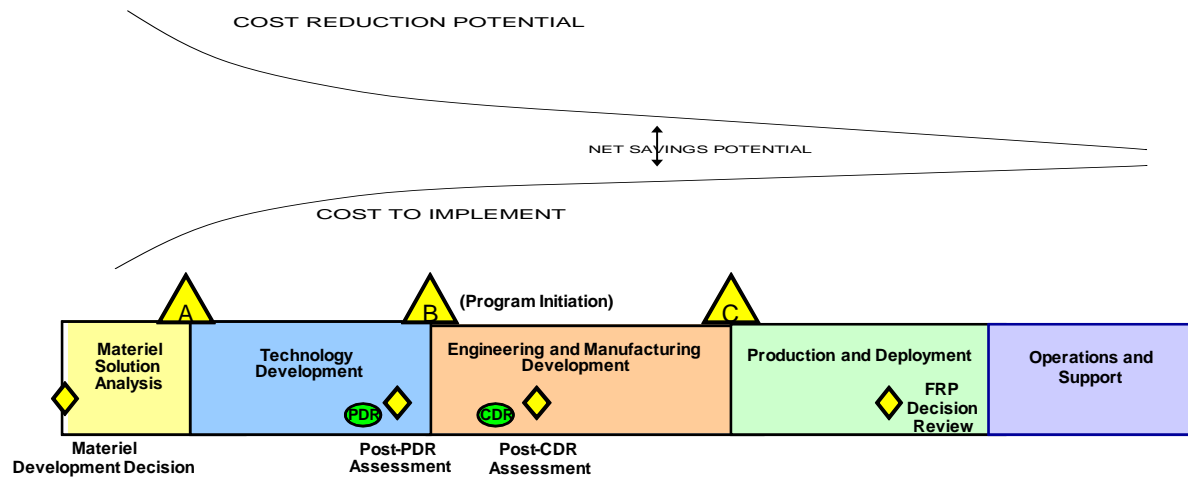 COST REDUCTION POTENTIAL
NET SAVINGS POTENTIAL
COST TO IMPLEMENT
A
B
(Program Initiation)
C
Materiel
Solution
Analysis
Technology
Development
Engineering and Manufacturing
Development
Production and Deployment
Operations and
Support
PDR
CDR
FRP
Decision
Review
Materiel
Development Decision
Post-PDR
Assessment
Post-CDR
Assessment